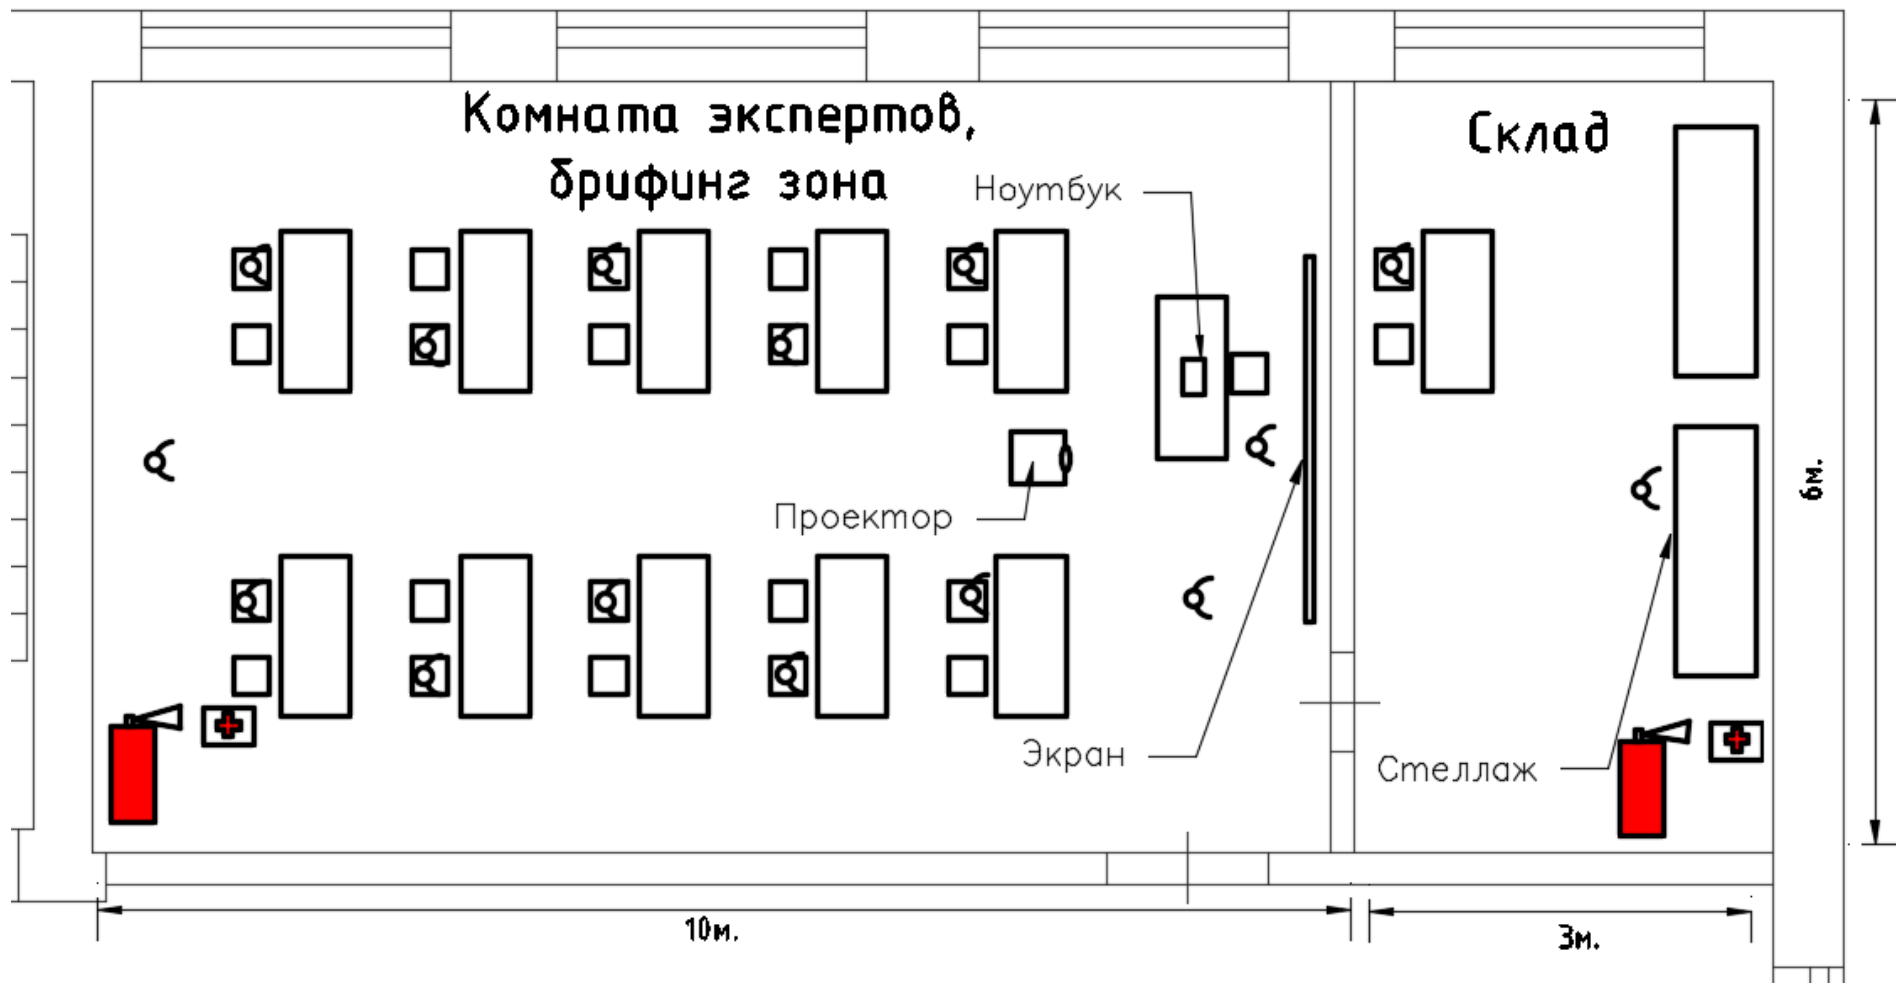 Комната экспертов,
брифинг зона
Склад
Ноутбук
Проектор
6м.
Экран
Стеллаж
10м.
3м.